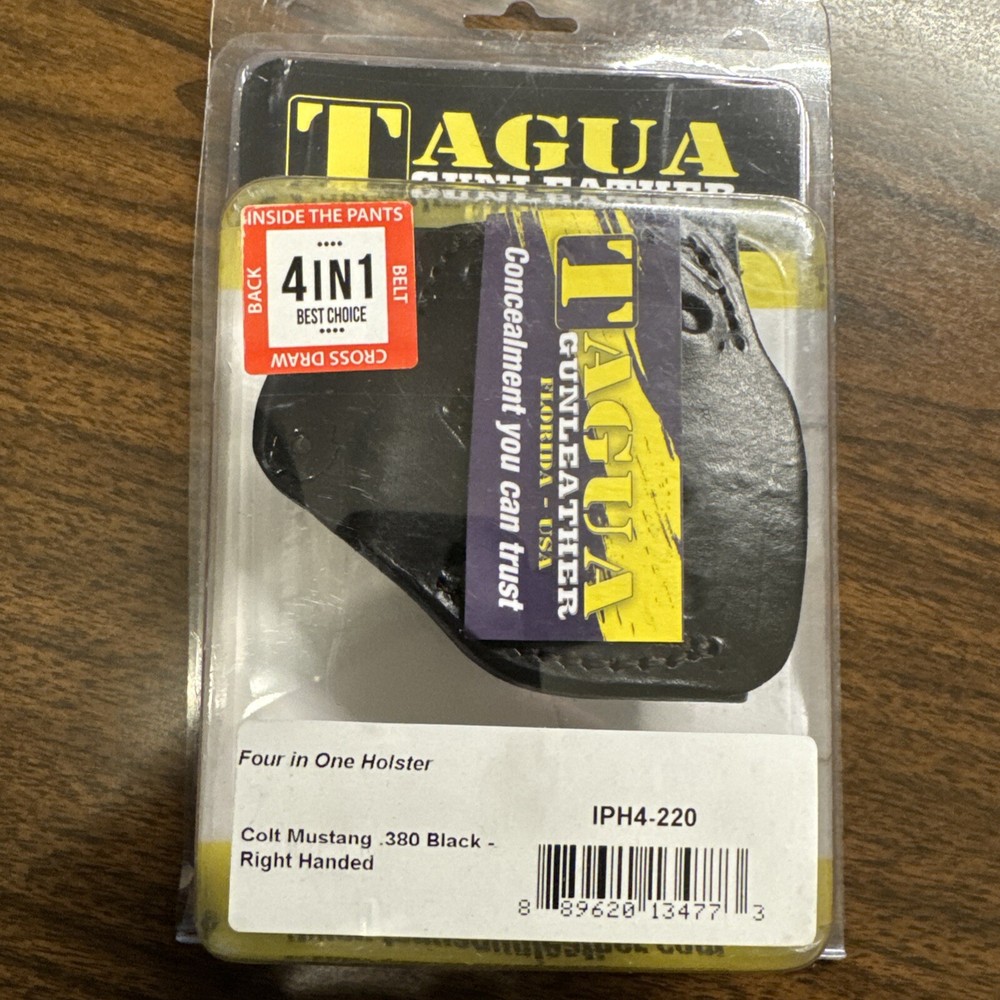 TAGUA
GUNLEATHER
INSIDE THE PANTS
BACK
4IN1
BEST CHOICE
BELT
CROSS DRAW
TAGUA
GUNLEATHER
FLORIDA - USA
Concealment you can trust
Four in One Holster
IPH4-220
Colt Mustang .380 Black -
Right Handed
8 89620 13477 3